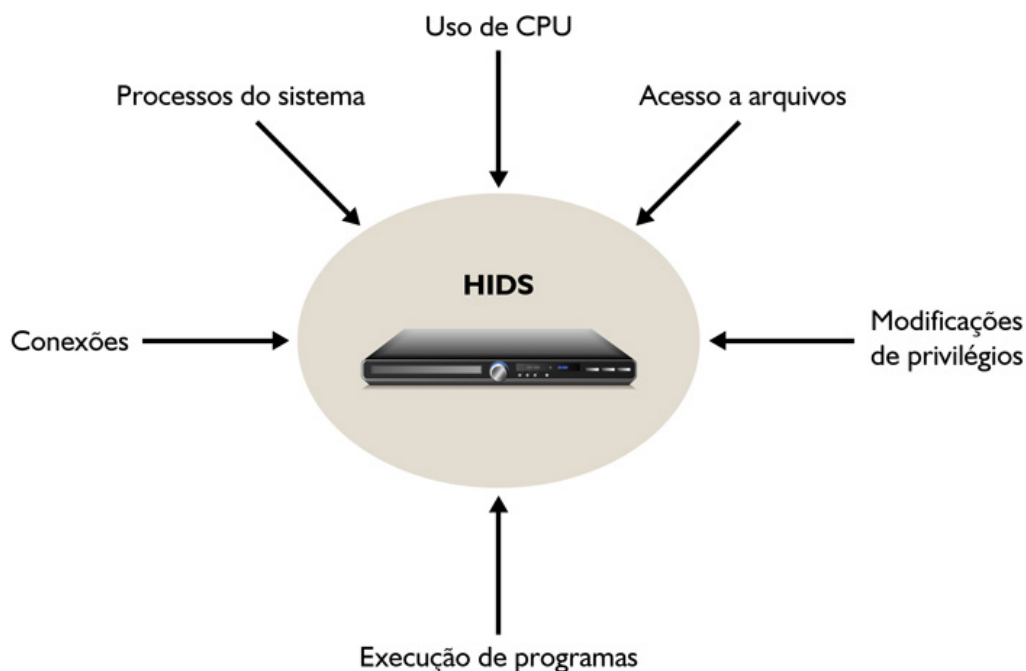 Uso de CPU
Processos do sistema
Acesso a arquivos
HIDS
Conexões
Modificações
de privilégios
Execução de programas